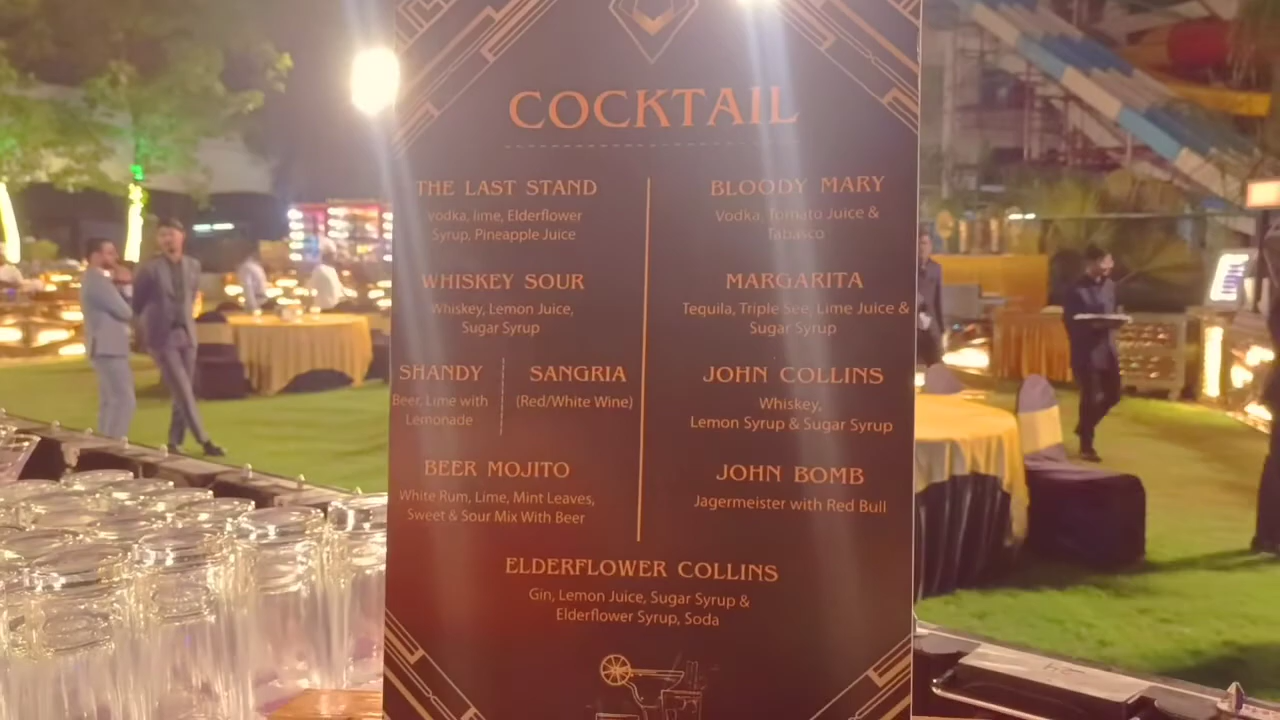 COCKTAIL
THE LAST STAND
Vodka, lime, Elderflower
Syrup, Pineapple Juice
WHISKEY SOUR
Whiskey, Lemon Juice,
Sugar Syrup
SHANDY
Beer, Lime with
Lemonade
SANGRIA
(Red/White Wine)
BEER MOJITO
White Rum, Lime, Mint Leaves,
Sweet & Sour Mix With Beer
BLOODY MARY
Vodka, Tomato Juice &
Tabasco
MARGARITA
Tequila, Triple Sec, Lime Juice &
Sugar Syrup
JOHN COLLINS
Whiskey,
Lemon Syrup & Sugar Syrup
JOHN BOMB
Jagermeister with Red Bull
ELDERFLOWER COLLINS
Gin, Lemon Juice, Sugar Syrup &
Elderflower Syrup, Soda